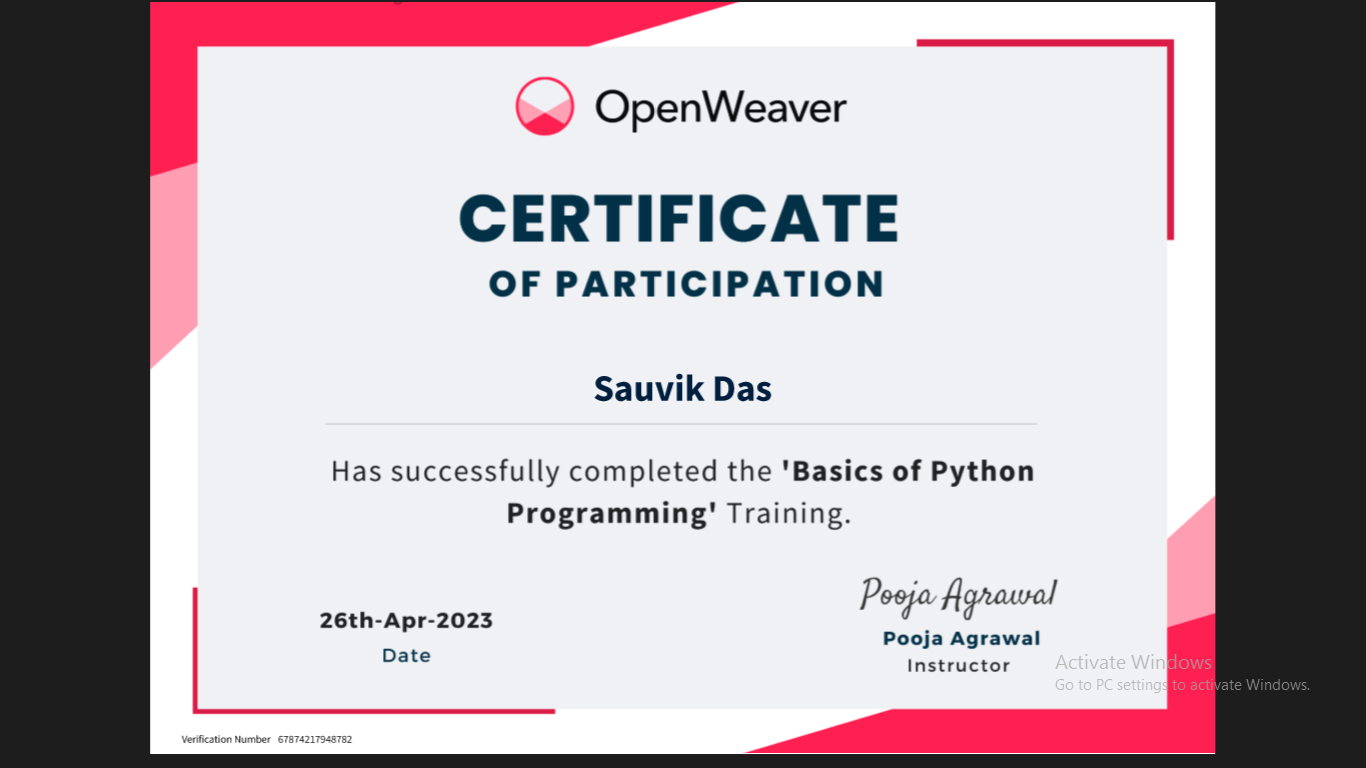 OpenWeaver
CERTIFICATE
OF PARTICIPATION
Sauvik Das
Has successfully completed the 'Basics of Python
Programming' Training.
26th-Apr-2023
Date
Pooja Agrawal
Pooja Agrawal
Instructor
Activate Windows
Go to PC settings to activate Windows.
Verification Number 67874217948782